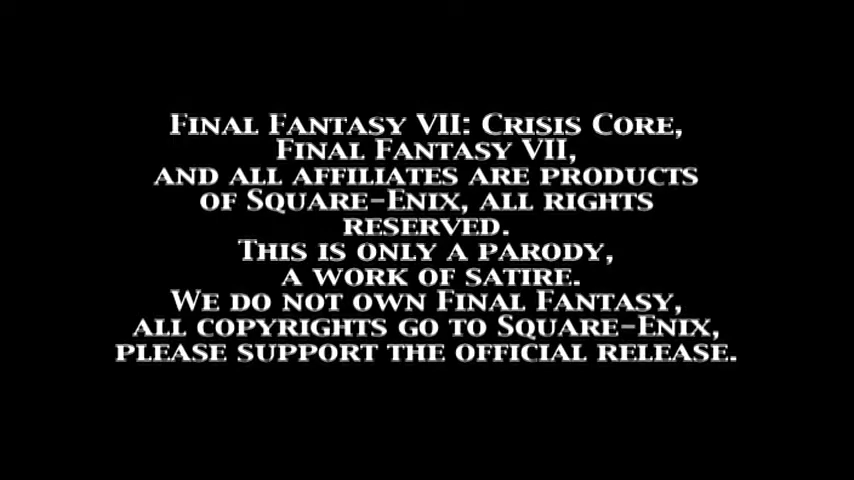 Final Fantasy VII: Crisis Core,
Final Fantasy VII,
and all affiliates are products
of Square-Enix, all rights
reserved.
This is only a parody,
a work of satire.
We do not own Final Fantasy,
all copyrights go to Square-Enix,
please support the official release.